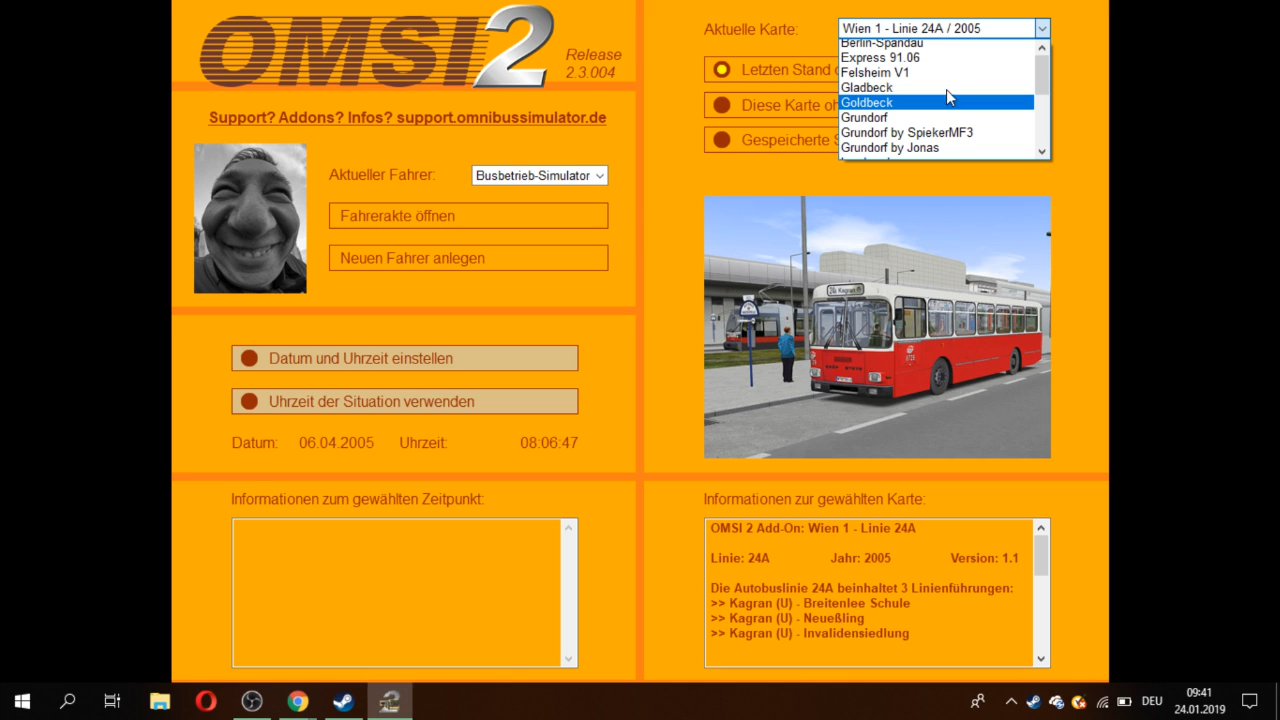 OMSI 2
Release
2.3.004
Support? Addons? Infos? support.omnibussimulator.de
Aktueller Fahrer:
Busbetrieb-Simulator
Fahrerakte öffnen
Neuen Fahrer anlegen
Datum und Uhrzeit einstellen
Uhrzeit der Situation verwenden
Datum: 06.04.2005 Uhrzeit: 08:06:47
Informationen zum gewählten Zeitpunkt:
Aktuelle Karte:
Wien 1 - Linie 24A / 2005
Berlin-Spandau
Express 91.06
Felsheim V1
Gladbeck
Goldbeck
Grundorf
Grundorf by SpiekerMF3
Grundorf by Jonas
Letzten Stand
Diese Karte
Gespeicherte
Informationen zur gewählten Karte:
OMSI 2 Add-On: Wien 1 - Linie 24A
Linie: 24A Jahr: 2005 Version: 1.1
Die Autobuslinie 24A beinhaltet 3 Linienführungen:
>> Kagran (U) - Breitenlee Schule
>> Kagran (U) - Neueßling
>> Kagran (U) - Invalidensiedlung
DEU
09:41
24.01.2019